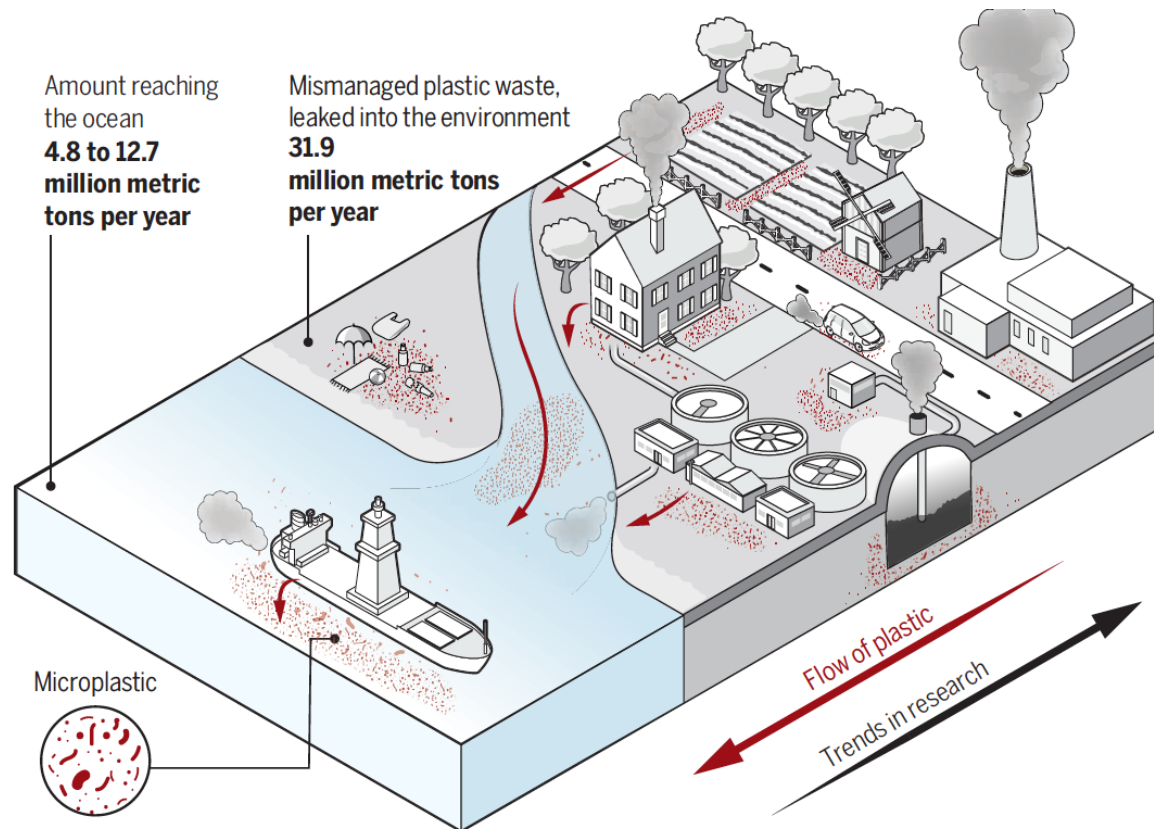 Amount reaching
the ocean
4.8 to 12.7
million metric
tons per year
Mismanaged plastic waste,
leaked into the environment
31.9
million metric tons
per year
Microplastic
Flow of plastic
Trends in research